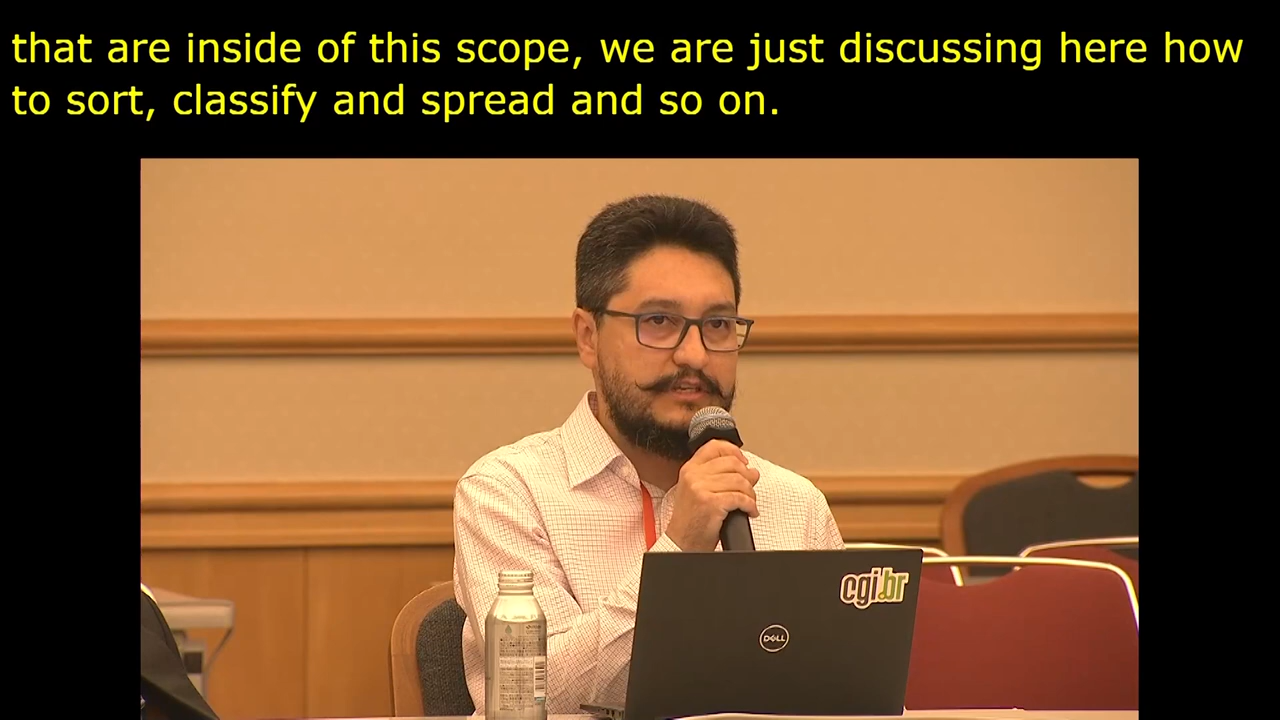 that are inside of this scope, we are just discussing here how
to sort, classify and spread and so on.
cgi.br
DELL